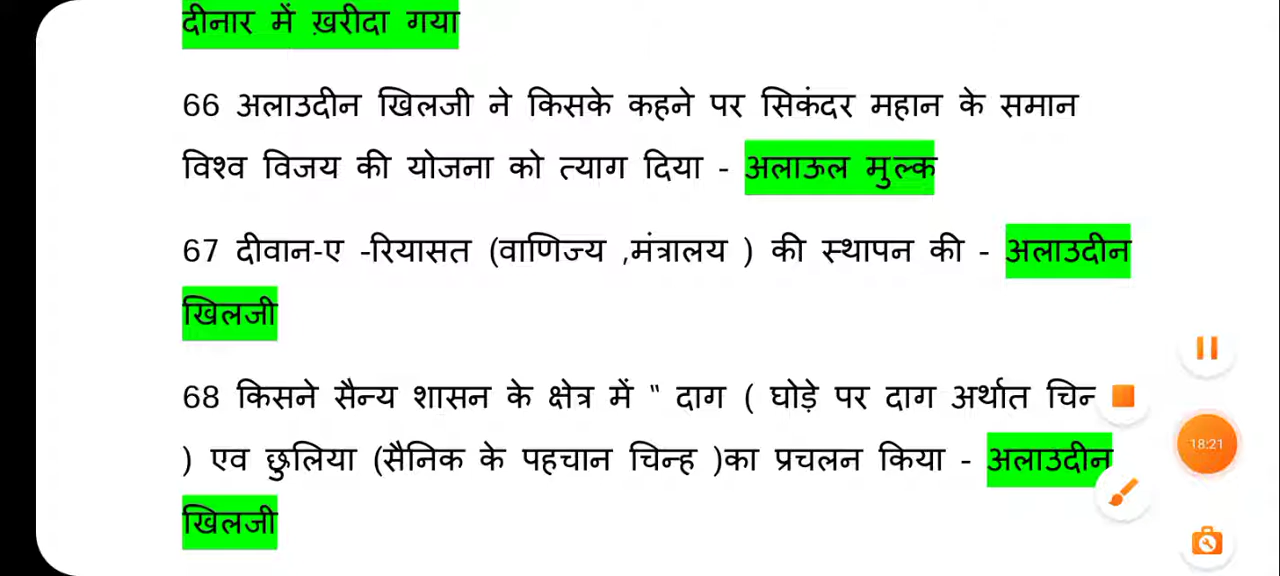 दीनार में ख़रीदा गया
66 अलाउदीन खिलजी ने किसके कहने पर सिकंदर महान के समान
विश्व विजय की योजना को त्याग दिया - अलाऊल मुल्क
67 दीवान-ए -रियासत (वाणिज्य ,मंत्रालय ) की स्थापन की - अलाउदीन
खिलजी
68 किसने सैन्य शासन के क्षेत्र में " दाग ( घोड़े पर दाग अर्थात चिन
) एव छुलिया (सैनिक के पहचान चिन्ह )का प्रचलन किया - अलाउदीन
खिलजी
18:21